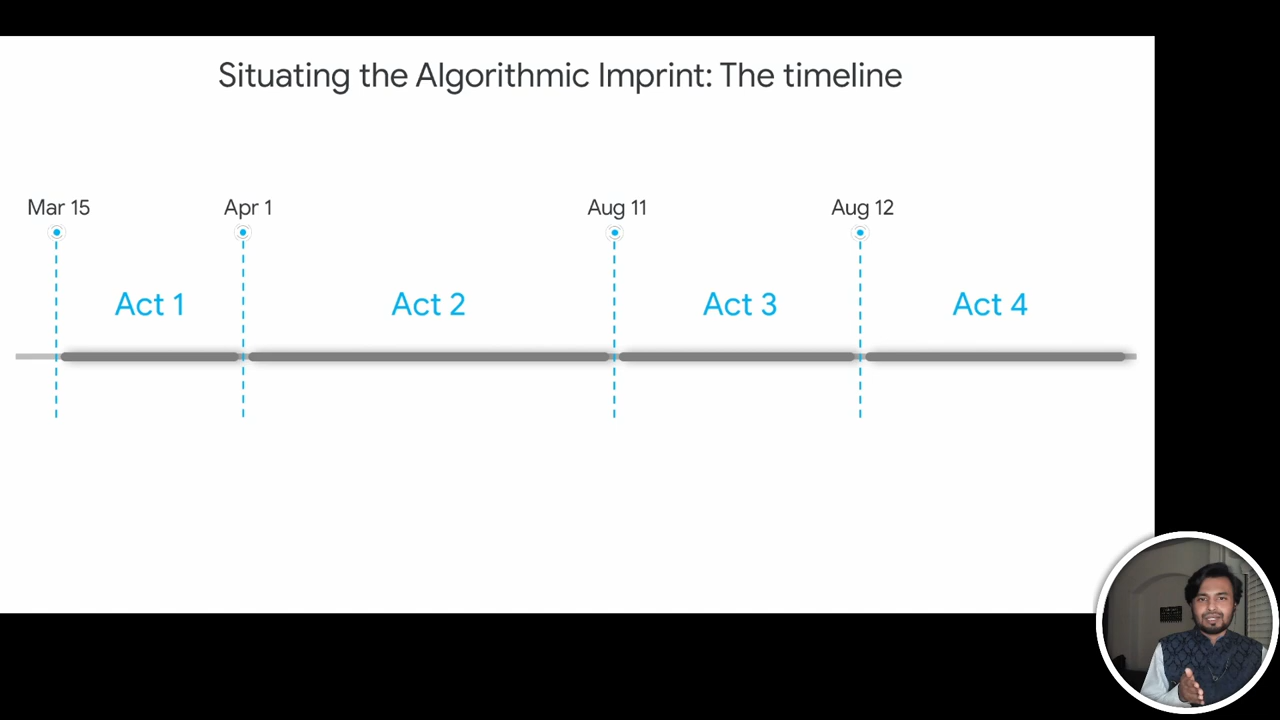 Situating the Algorithmic Imprint: The timeline
Mar 15
Apr 1
Aug 11
Aug 12
Act 1
Act 2
Act 3
Act 4